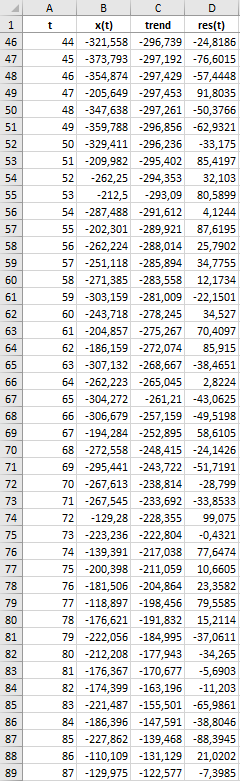 A B C D
1 t x(t) trend res(t)
46 44 -321,558 -296,739 -24,8186
47 45 -373,793 -297,192 -76,6015
48 46 -354,874 -297,429 -57,4448
49 47 -205,649 -297,453 91,8035
50 48 -347,638 -297,261 -50,3766
51 49 -359,788 -296,856 -62,9321
52 50 -329,411 -296,236 -33,175
53 51 -209,982 -295,402 85,4197
54 52 -262,25 -294,353 32,103
55 53 -212,5 -293,09 80,5899
56 54 -287,488 -291,612 4,1244
57 55 -202,301 -289,921 87,6195
58 56 -262,224 -288,014 25,7902
59 57 -251,118 -285,894 34,7755
60 58 -271,385 -283,558 12,1734
61 59 -303,159 -281,009 -22,1501
62 60 -243,718 -278,245 34,527
63 61 -204,857 -275,267 70,4097
64 62 -186,159 -272,074 85,915
65 63 -307,132 -268,667 -38,4651
66 64 -262,223 -265,045 2,8224
67 65 -304,272 -261,21 -43,0625
68 66 -306,679 -257,159 -49,5198
69 67 -194,284 -252,895 58,6105
70 68 -272,558 -248,415 -24,1426
71 69 -295,441 -243,722 -51,7191
72 70 -267,613 -238,814 -28,799
73 71 -267,545 -233,692 -33,8533
74 72 -129,28 -228,355 99,075
75 73 -223,236 -222,804 -0,4321
76 74 -139,391 -217,038 77,6474
77 75 -200,398 -211,059 10,6605
78 76 -181,506 -204,864 23,3582
79 77 -118,897 -198,456 79,5585
80 78 -176,621 -191,832 15,2114
81 79 -222,056 -184,995 -37,0611
82 80 -212,208 -177,943 -34,265
83 81 -176,367 -170,677 -5,6903
84 82 -174,399 -163,196 -11,203
85 83 -221,487 -155,501 -65,9861
86 84 -186,396 -147,591 -38,8046
87 85 -227,862 -139,468 -88,3945
88 86 -110,109 -131,129 21,0202
89 87 -129,975 -122,577 -7,3985